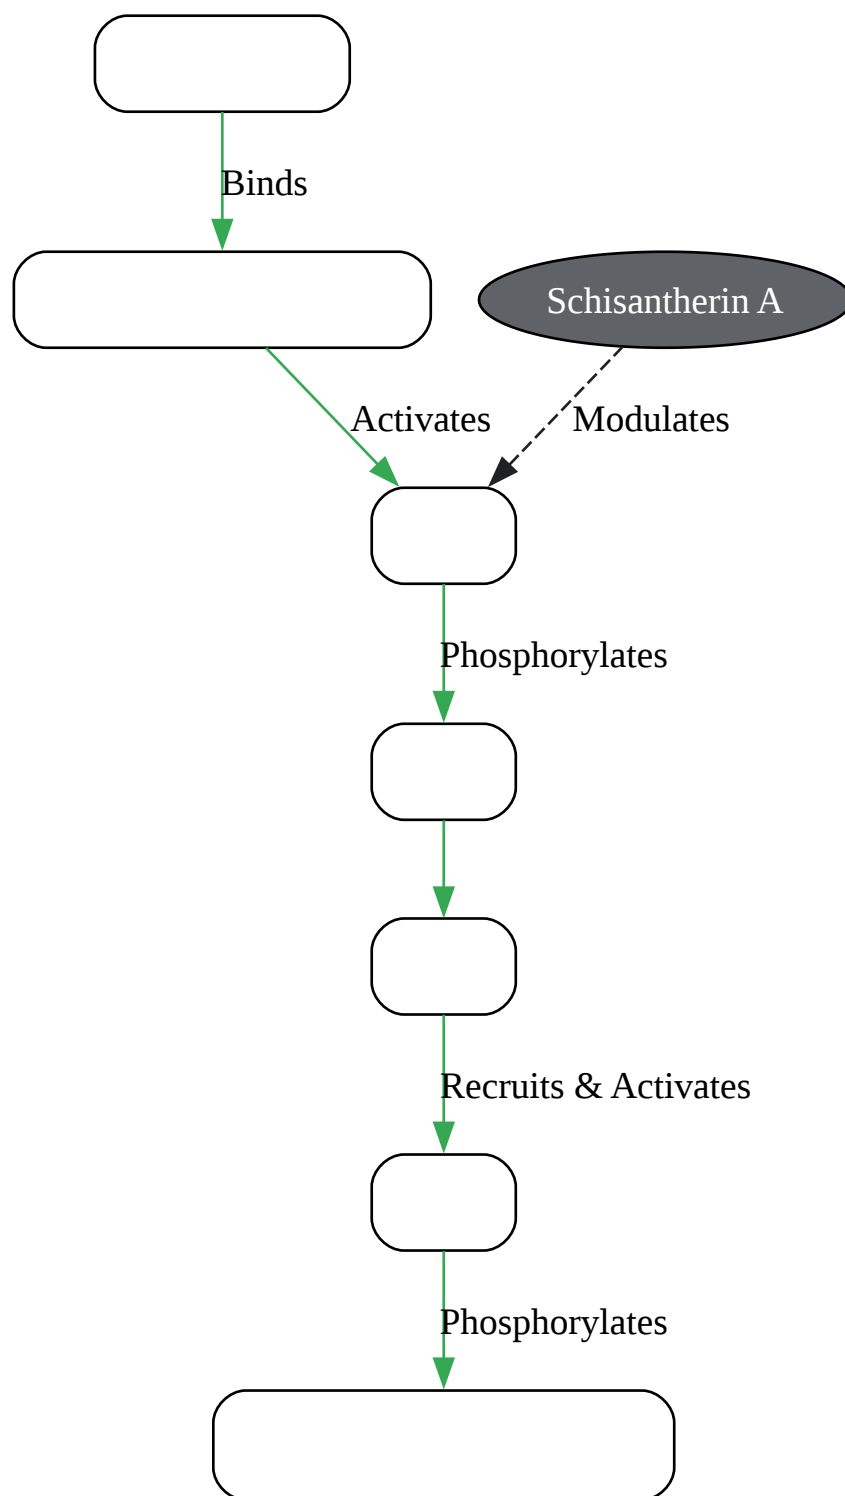 Binds
Schisantherin A
Activates
Modulates
Phosphorylates
Recruits & Activates
Phosphorylates